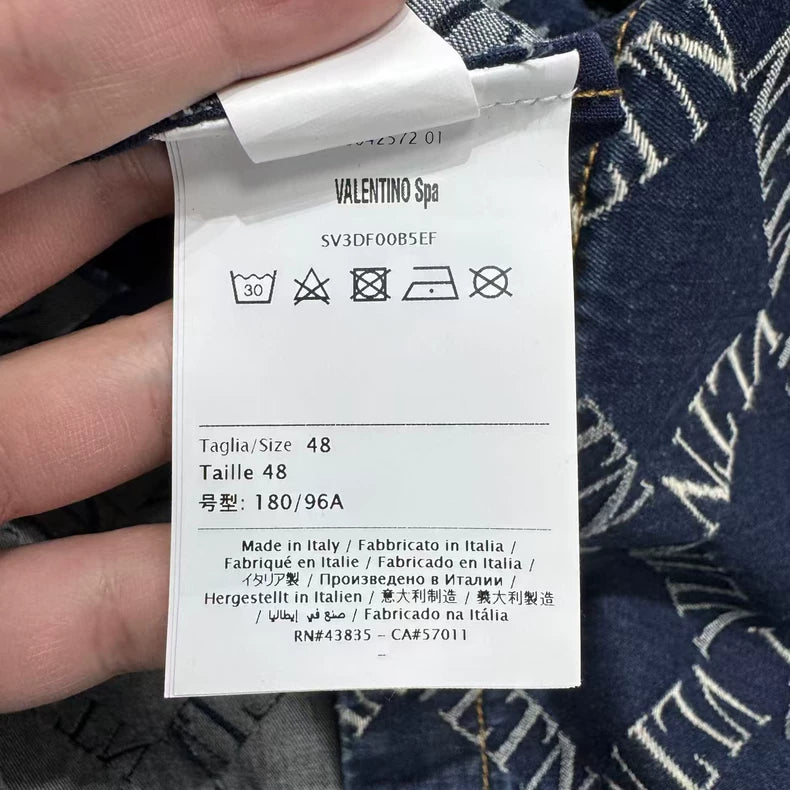 01
VALENTINO Spa
SV3DF00B5EF
30
Taglia/Size 48
Taille 48
号型: 180/96A
Made in Italy / Fabbricato in Italia /
Fabriqué en Italie / Fabricado en Italia /
イタリア製 / Произведено в Италии /
Hergestellt in Italien / 意大利制造 / 義大利製造
/ صنع في إيطاليا / Fabricado na Itália
RN#43835 - CA#57011